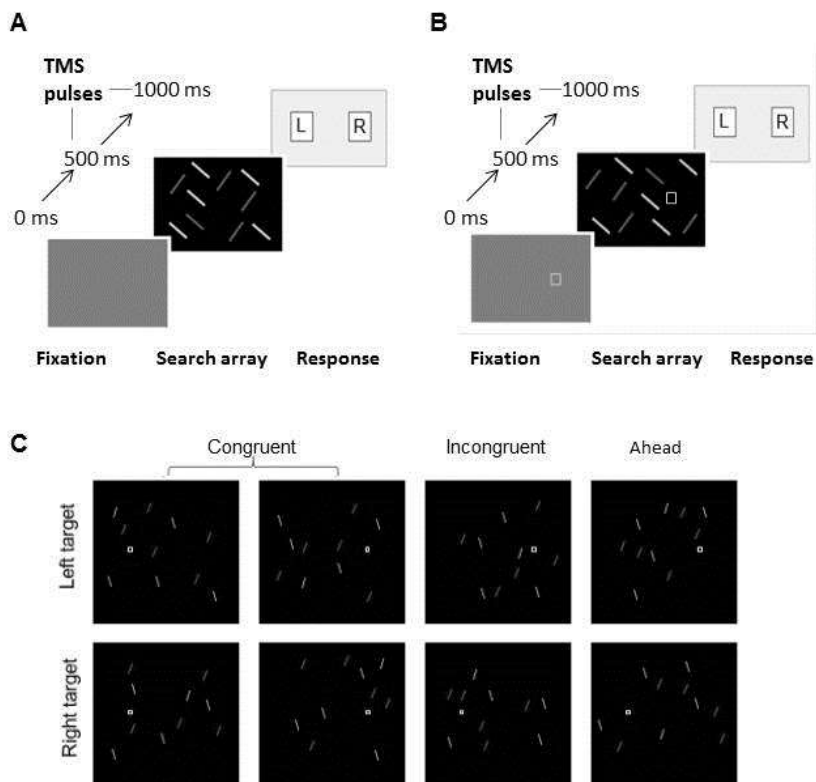 A
TMS
pulses
1000 ms
500 ms
0 ms
L R
Fixation Search array Response
B
TMS
pulses
1000 ms
500 ms
0 ms
L R
Fixation Search array Response
C
Congruent Incongruent Ahead
Left target
Right target